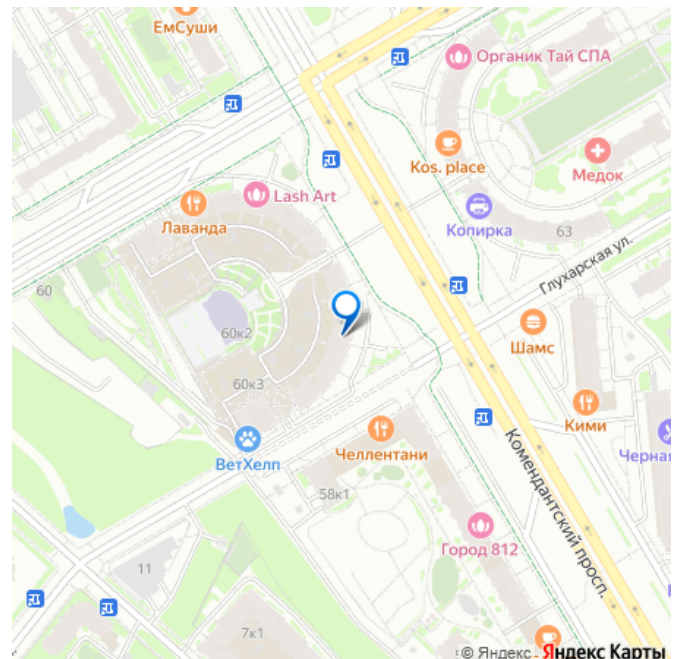 ЕмСуши
Органик Тай СПА
Kos. place
Медок
Lash Art
Лаванда
Копирка
63
Глухарская ул.
60
60к2
Шамс
60к3
Кими
Челлентани
ВетХелп
Комендантский просп.
58к1
Город 812
11
7к1
© Яндекс
Яндекс Карты